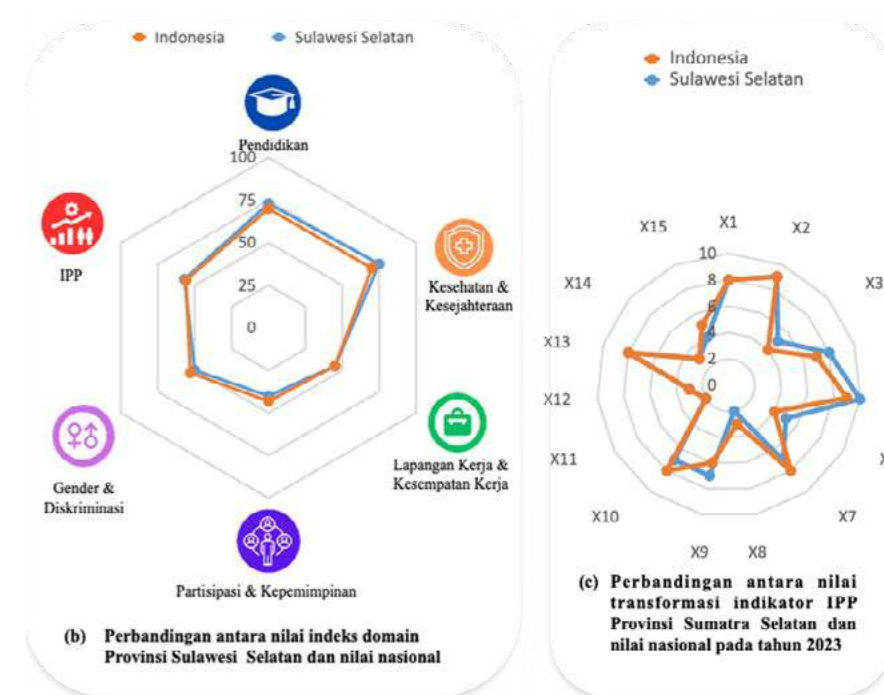 Indonesia Sulawesi Selatan
Pendidikan
100
75
50
25
0
IPP
Kesehatan &
Kesejahteraan
Gender &
Diskriminasi
Lapangan Kerja &
Kesempatan Kerja
Partisipasi & Kepemimpinan
(b) Perbandingan antara nilai indeks domain
Provinsi Sulawesi Selatan dan nilai nasional
Indonesia
Sulawesi Selatan
X1
X15 X2
10
X14 X3
8
6
X13
4
2
X12
0
X11
X10 X7
X9 X8
(c) Perbandingan antara nilai
transformasi indikator IPP
Provinsi Sumatra Selatan dan
nilai nasional pada tahun 2023